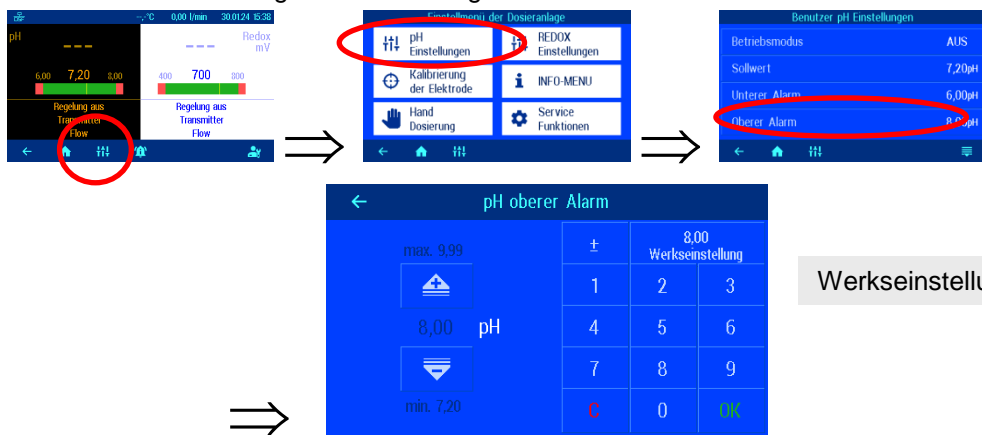 --,-°C 0,00 l/min 30.01.24 15:38
pH
Redox
mV
--- ---
6,00 7,20 8,00
400 700 800
Regelung aus
Transmitter
Flow
Regelung aus
Transmitter
Flow
Einstellmenü der Dosieranlage
pH
Einstellungen
REDOX
Einstellungen
Kalibrierung
der Elektrode
INFO-MENU
Hand
Dosierung
Service
Funktionen
Benutzer pH Einstellungen
Betriebsmodus AUS
Sollwert 7,20pH
Unterer Alarm 6,00pH
Oberer Alarm 8,00pH
pH oberer Alarm
max. 9,99
8,00 pH
min. 7,20
± 8,00
Werkseinstellung
1 2 3
4 5 6
7 8 9
C 0 OK
Werkseinstellu